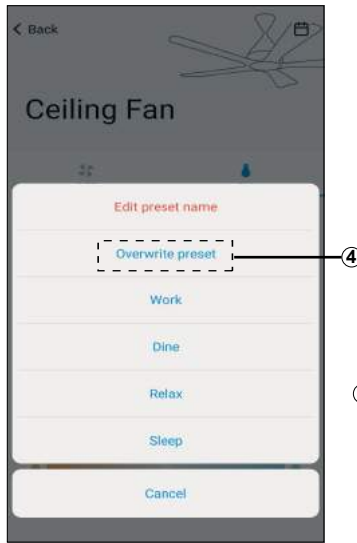 < Back
Ceiling Fan
Edit preset name
Overwrite preset
④
Work
Dine
Relax
Sleep
Cancel